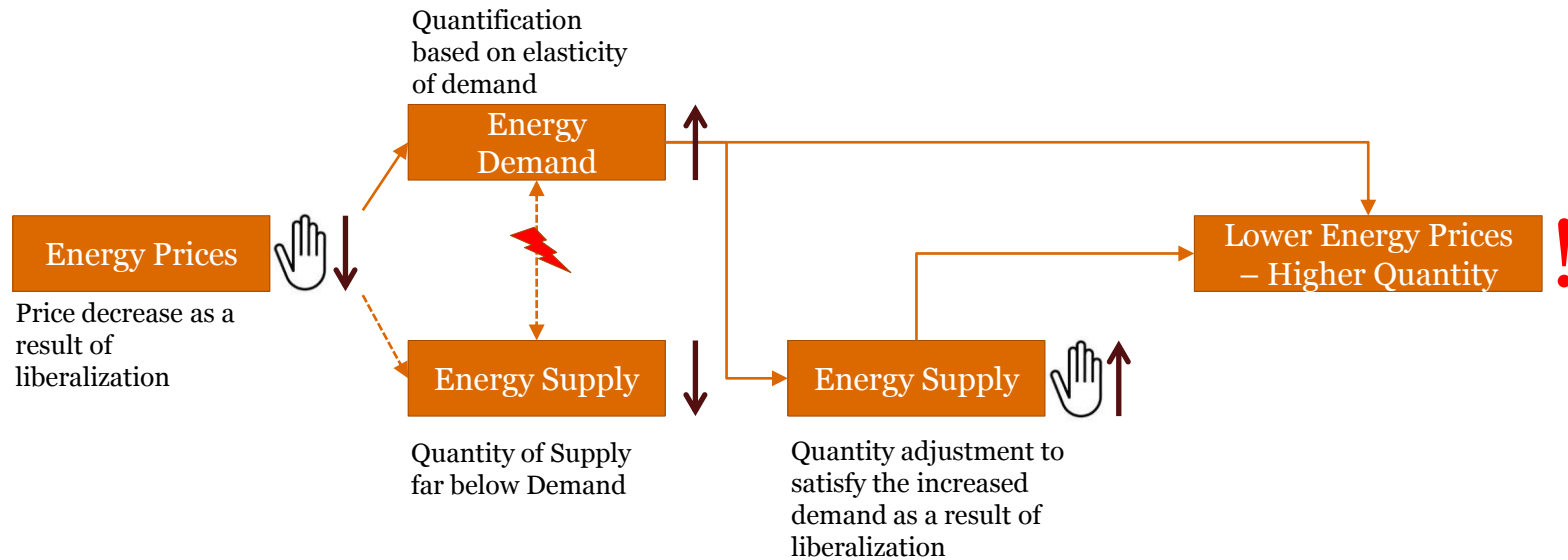 Quantification
based on elasticity
of demand
Energy
Demand
Energy Prices
Price decrease as a
result of
liberalization
Energy Supply
Quantity of Supply
far below Demand
Energy Supply
Quantity adjustment to
satisfy the increased
demand as a result of
liberalization
Lower Energy Prices
– Higher Quantity
!